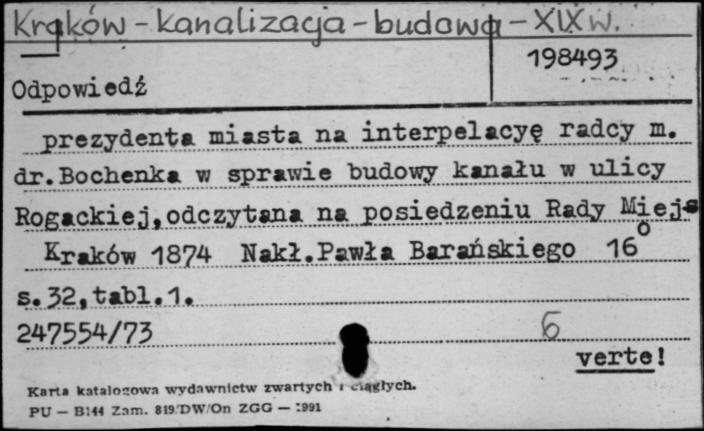 Kraków - kanalizacja - budowa - XIX w.
198493
Odpowiedź
prezydenta miasta na interpelacyę radcy m.
dr.Bochenka w sprawie budowy kanału w ulicy
Rogackiej,odczytana na posiedzeniu Rady Miejs
Kraków 1874 Nakł.Pawła Barańskiego 16°
s.32,tabl.1.
247554/73
6
verte!
Karta katalogowa wydawnictw zwartych i ciągłych.
PU — B144 Zam. 819/DW/On ZGG — 1991